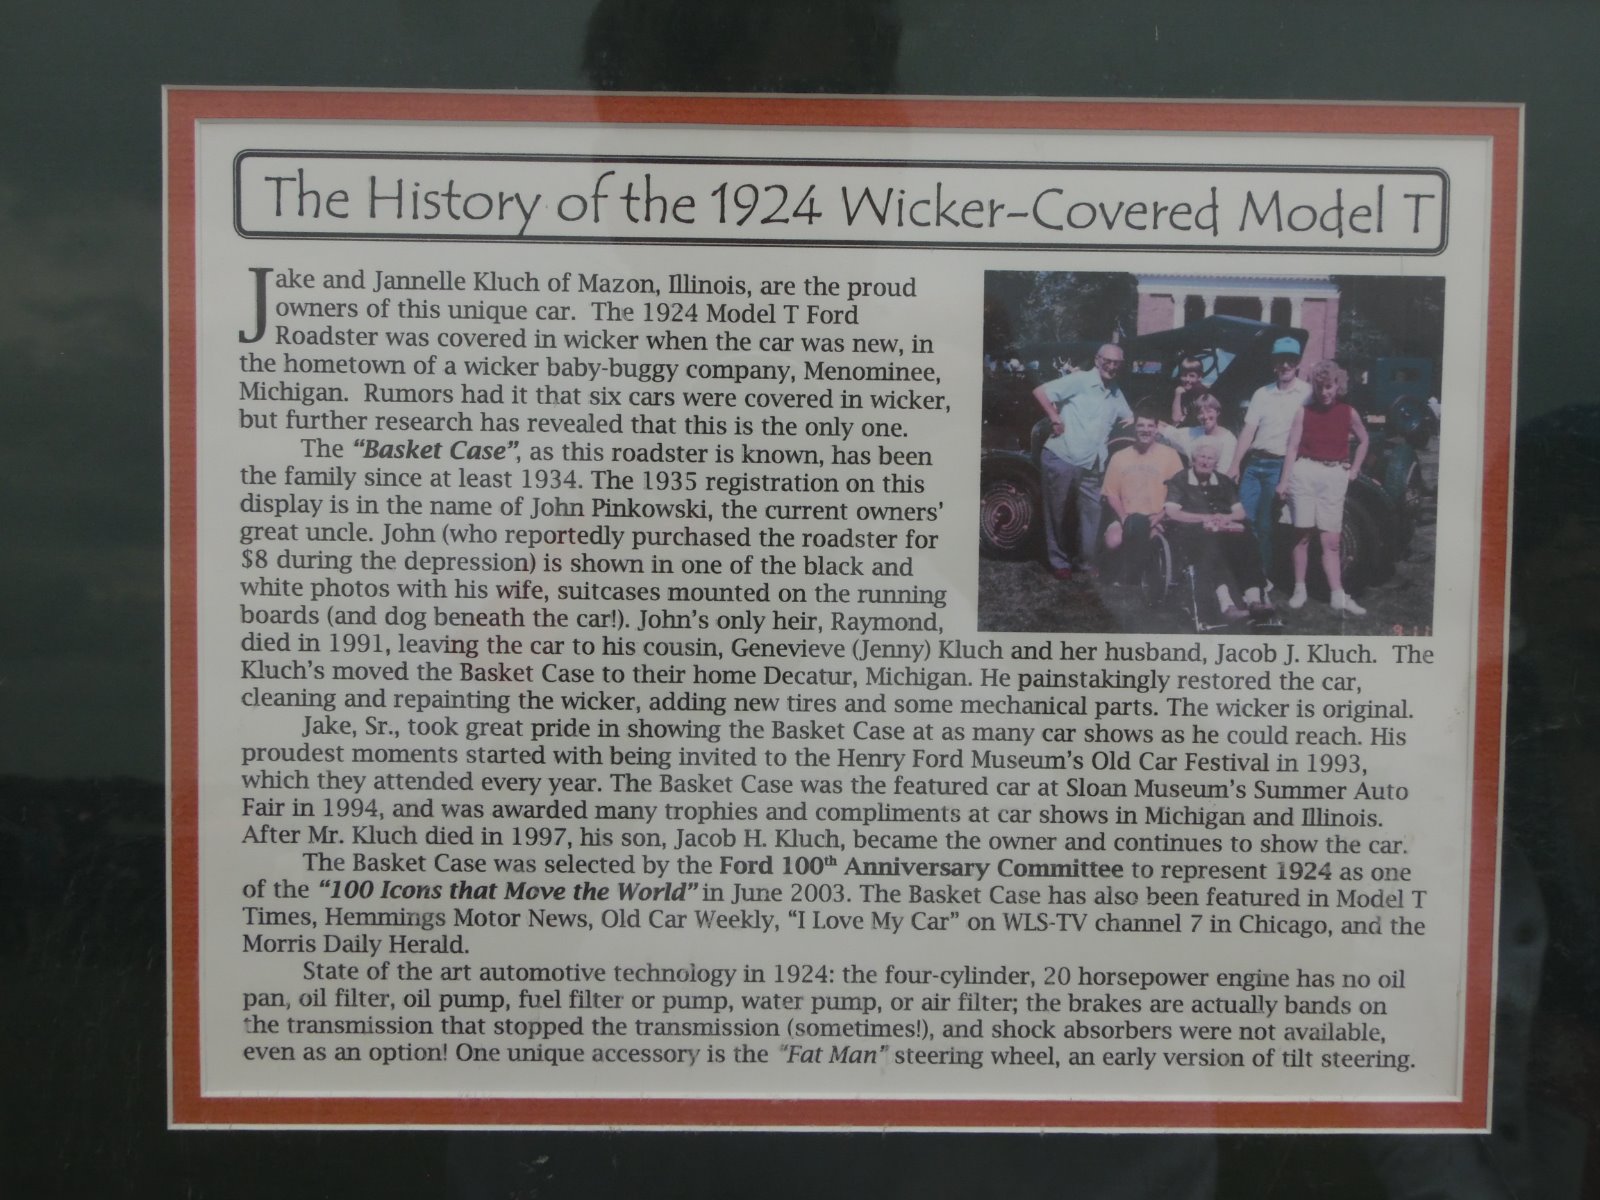 The History of the 1924 Wicker-Covered Model T
Jake and Jannelle Kluch of Mazon, Illinois, are the proud
owners of this unique car. The 1924 Model T Ford
Roadster was covered in wicker when the car was new, in
the hometown of a wicker baby-buggy company, Menominee,
Michigan. Rumors had it that six cars were covered in wicker,
but further research has revealed that this is the only one.
The "Basket Case", as this roadster is known, has been
the family since at least 1934. The 1935 registration on this
display is in the name of John Pinkowski, the current owners'
great uncle. John (who reportedly purchased the roadster for
$8 during the depression) is shown in one of the black and
white photos with his wife, suitcases mounted on the running
boards (and dog beneath the car!). John's only heir, Raymond,
died in 1991, leaving the car to his cousin, Genevieve (Jenny) Kluch and her husband, Jacob J. Kluch. The
Kluch's moved the Basket Case to their home Decatur, Michigan. He painstakingly restored the car,
cleaning and repainting the wicker, adding new tires and some mechanical parts. The wicker is original.
Jake, Sr., took great pride in showing the Basket Case at as many car shows as he could reach. His
proudest moments started with being invited to the Henry Ford Museum's Old Car Festival in 1993,
which they attended every year. The Basket Case was the featured car at Sloan Museum's Summer Auto
Fair in 1994, and was awarded many trophies and compliments at car shows in Michigan and Illinois.
After Mr. Kluch died in 1997, his son, Jacob H. Kluch, became the owner and continues to show the car.
The Basket Case was selected by the Ford 100th Anniversary Committee to represent 1924 as one
of the "100 Icons that Move the World" in June 2003. The Basket Case has also been featured in Model T
Times, Hemmings Motor News, Old Car Weekly, "I Love My Car" on WLS-TV channel 7 in Chicago, and the
Morris Daily Herald.
State of the art automotive technology in 1924: the four-cylinder, 20 horsepower engine has no oil
pan, oil filter, oil pump, fuel filter or pump, water pump, or air filter; the brakes are actually bands on
the transmission that stopped the transmission (sometimes!), and shock absorbers were not available,
even as an option! One unique accessory is the "Fat Man" steering wheel, an early version of tilt steering.